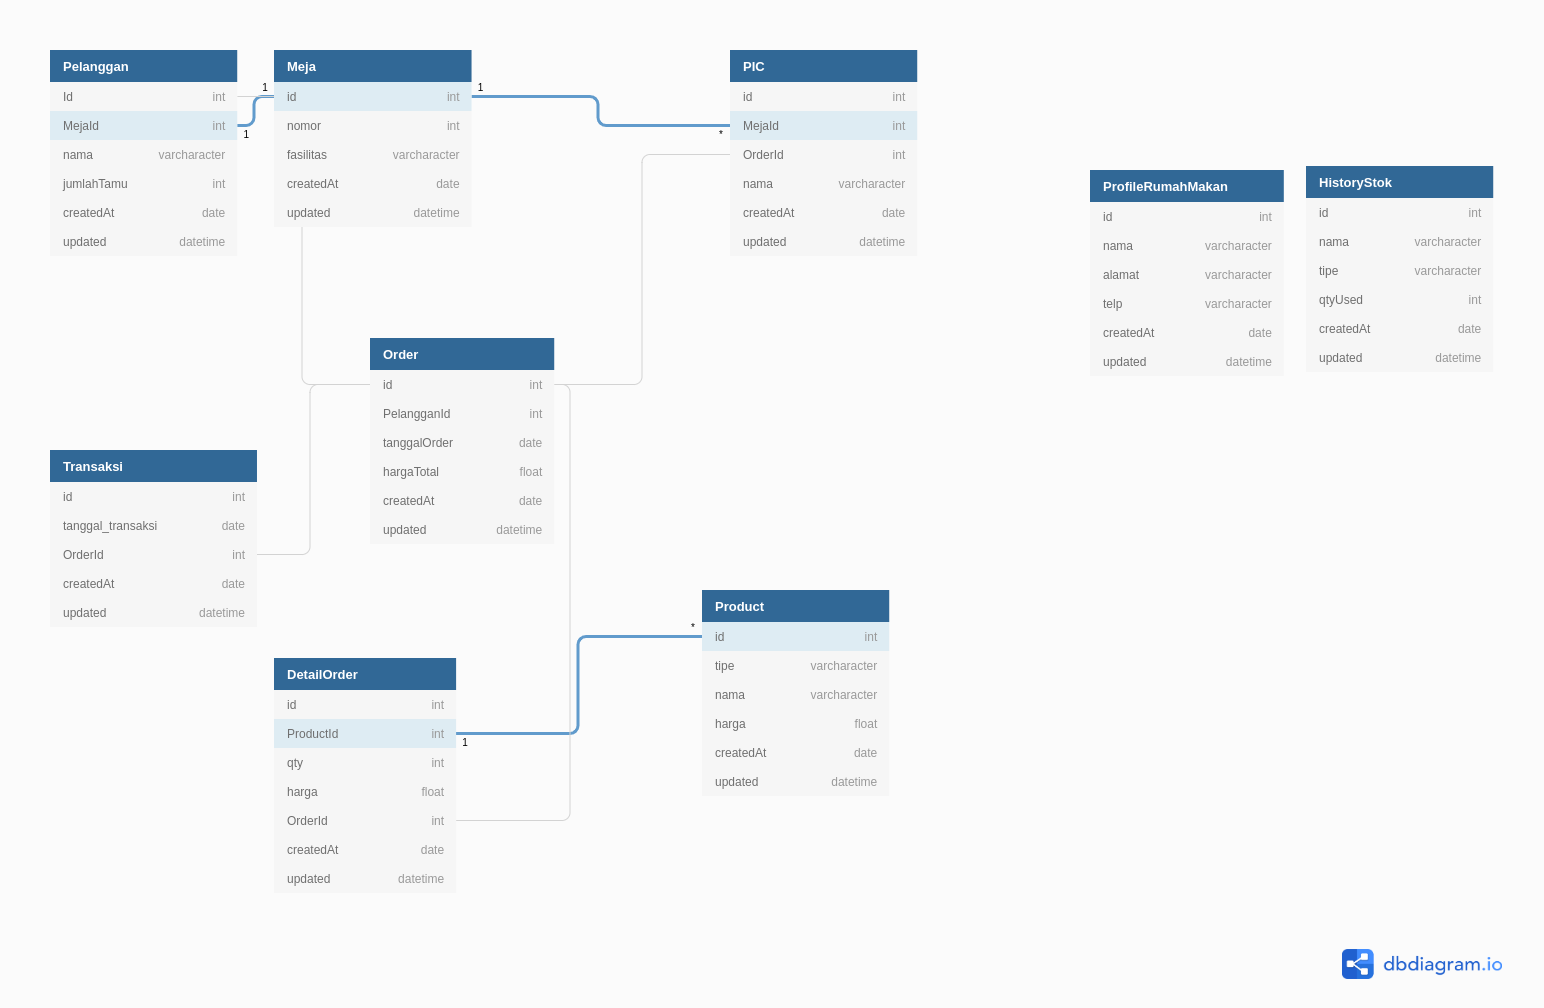 Pelanggan
Id int
MejaId int
nama varcharacter
jumlahTamu int
createdAt date
updated datetime
1
1
Meja
id int
nomor int
fasilitas varcharacter
createdAt date
updated datetime
1
*
PIC
id int
MejaId int
OrderId int
nama varcharacter
createdAt date
updated datetime
ProfileRumahMakan
id int
nama varcharacter
alamat varcharacter
telp varcharacter
createdAt date
updated datetime
HistoryStok
id int
nama varcharacter
tipe varcharacter
qtyUsed int
createdAt date
updated datetime
Order
id int
PelangganId int
tanggalOrder date
hargaTotal float
createdAt date
updated datetime
Transaksi
id int
tanggal_transaksi date
OrderId int
createdAt date
updated datetime
DetailOrder
id int
ProductId int
qty int
harga float
OrderId int
createdAt date
updated datetime
1
*
Product
id int
tipe varcharacter
nama varcharacter
harga float
createdAt date
updated datetime
dbdiagram.io